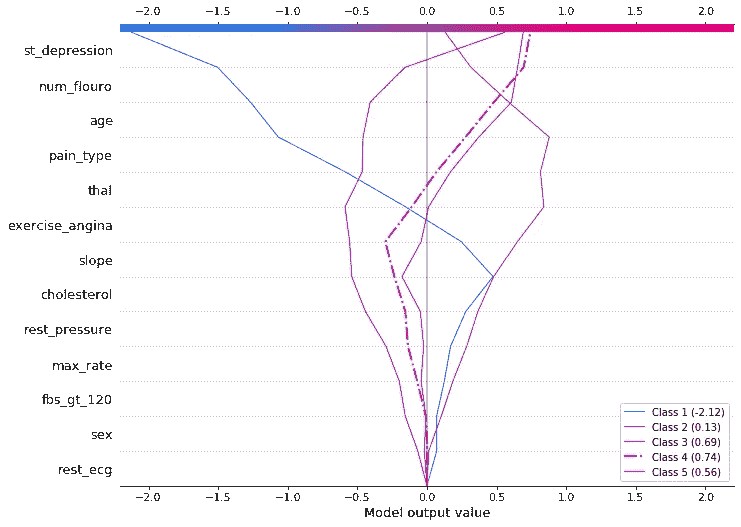 −2.0 −1.5 −1.0 −0.5 0.0 0.5 1.0 1.5 2.0
st_depression
num_flouro
age
pain_type
thal
exercise_angina
slope
cholesterol
rest_pressure
max_rate
fbs_gt_120
sex
rest_ecg
Class 1 (-2.12)
Class 2 (0.13)
Class 3 (0.69)
Class 4 (0.74)
Class 5 (0.56)
−2.0 −1.5 −1.0 −0.5 0.0 0.5 1.0 1.5 2.0
Model output value